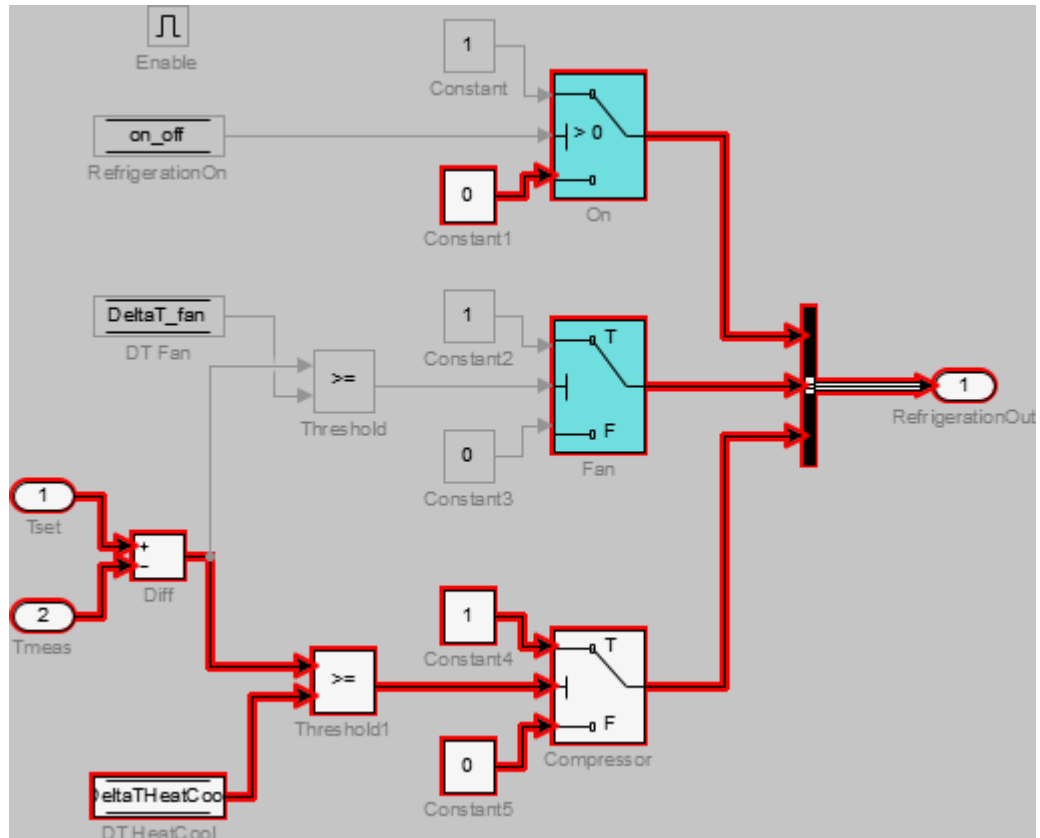 Enable
1
Constant
on_off
RefrigerationOn
> 0
0
Constant1
On
DeltaT_fan
DT Fan
1
Constant2
T
>=
Threshold
F
0
Constant3
Fan
1
RefrigerationOut
1
Tset
+
−
Diff
2
Tmeas
1
Constant4
T
>=
Threshold1
F
0
Constant5
Compressor
DeltaTHeatCoo
DT HeatCool